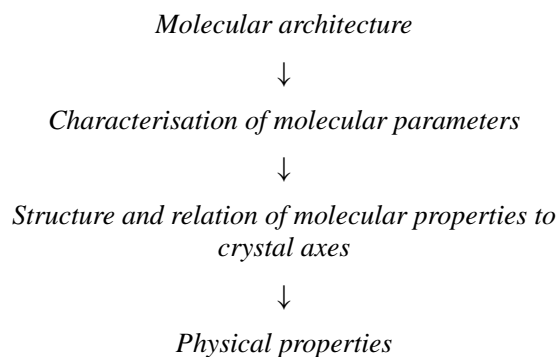 Molecular architecture
↓
Characterisation of molecular parameters
↓
Structure and relation of molecular properties to
crystal axes
↓
Physical properties